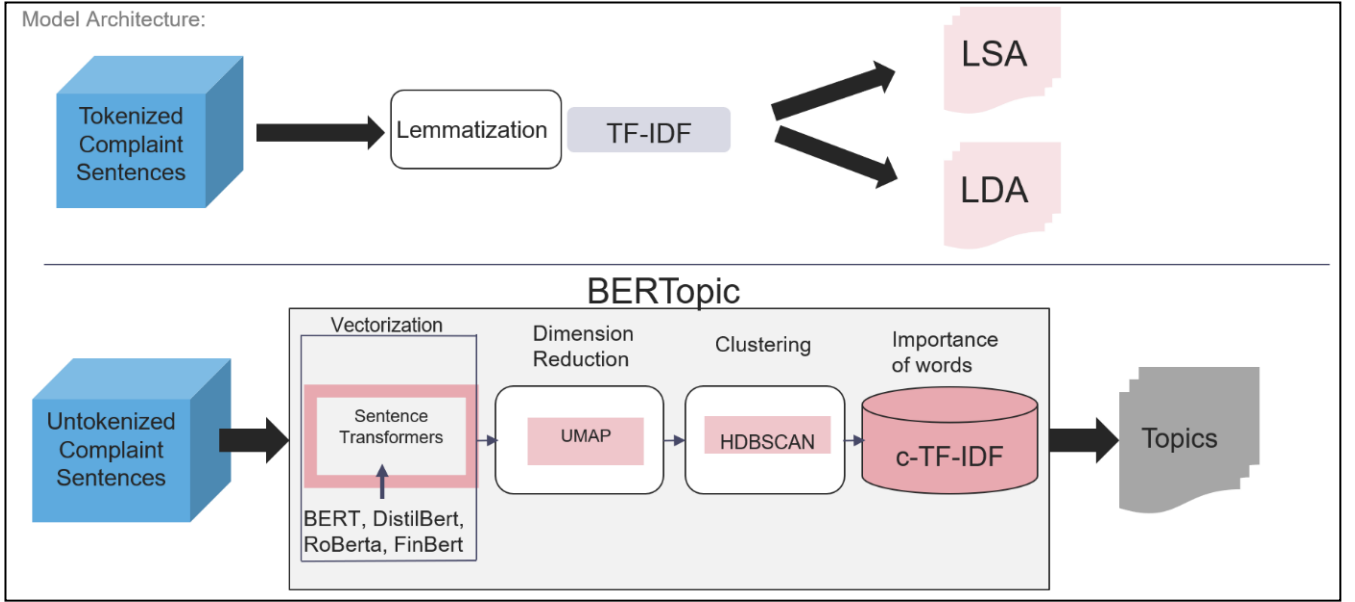 Model Architecture:
Tokenized
Complaint
Sentences
Lemmatization
TF-IDF
LSA
LDA
BERTopic
Untokenized
Complaint
Sentences
Vectorization
Sentence
Transformers
BERT, DistilBert,
RoBerta, FinBert
Dimension
Reduction
UMAP
Clustering
HDBSCAN
Importance
of words
c-TF-IDF
Topics